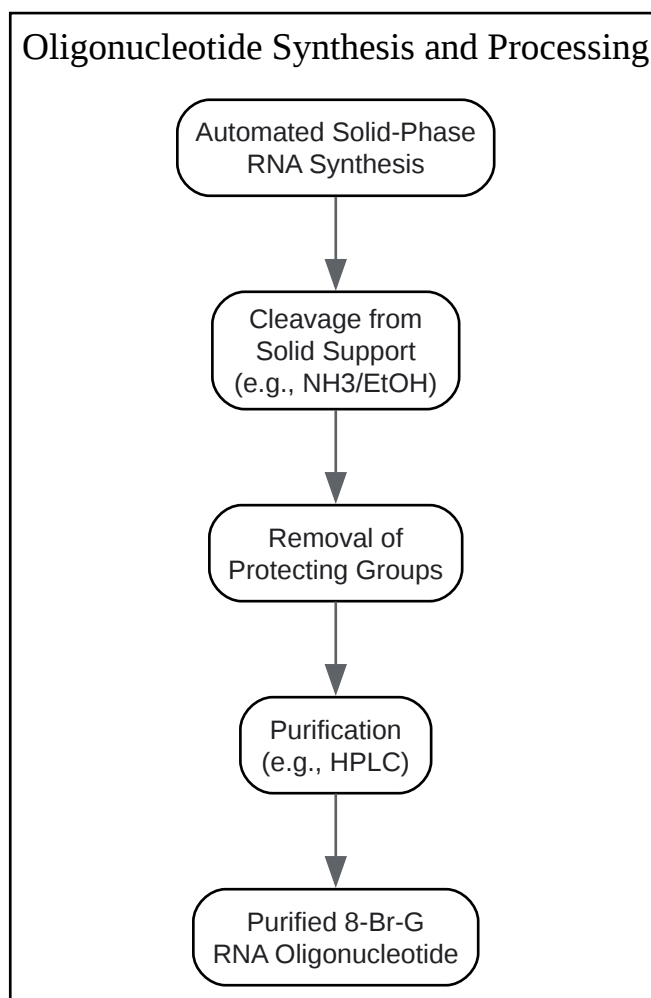 Oligonucleotide Synthesis and Processing
Automated Solid-Phase
RNA Synthesis
Cleavage from
Solid Support
(e.g., NH3/EtOH)
Removal of
Protecting Groups
Purification
(e.g., HPLC)
Purified 8-Br-G
RNA Oligonucleotide